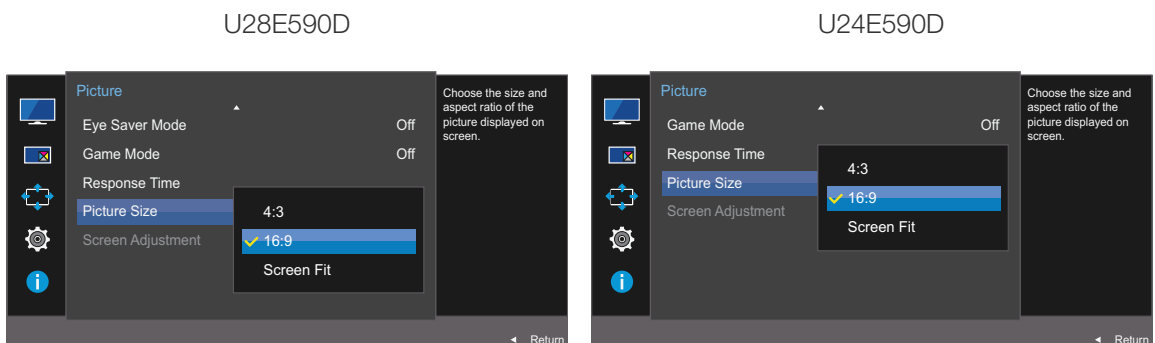 U28E590D
Picture
Eye Saver Mode Off
Game Mode Off
Response Time
Picture Size
Screen Adjustment
4:3
16:9
Screen Fit
Choose the size and
aspect ratio of the
picture displayed on
screen.
Return
U24E590D
Picture
Game Mode Off
Response Time
Picture Size
Screen Adjustment
4:3
16:9
Screen Fit
Choose the size and
aspect ratio of the
picture displayed on
screen.
Return